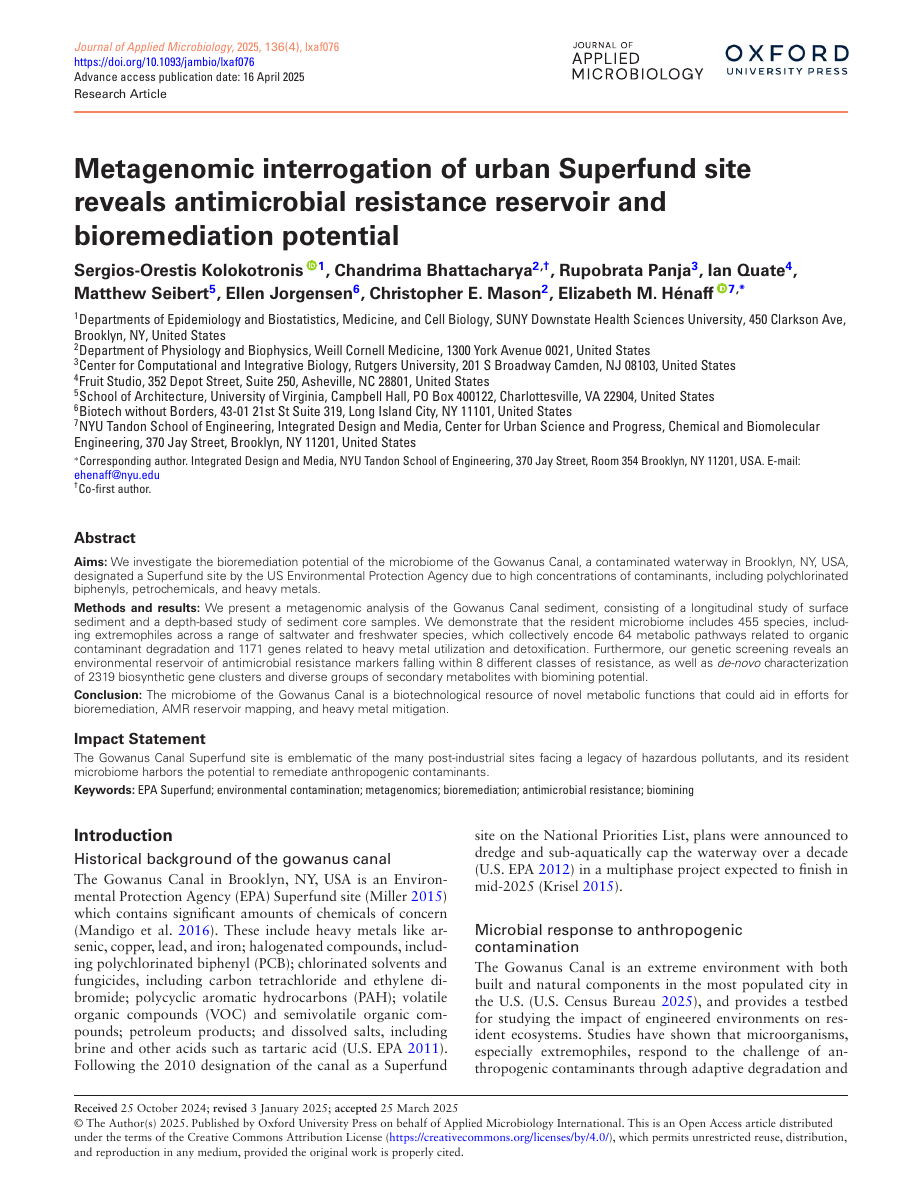 Journal of Applied Microbiology, 2025, 136(4), lxaf076
https://doi.org/10.1093/jambio/lxaf076
Advance access publication date: 16 April 2025
Research Article
JOURNAL OF
APPLIED
MICROBIOLOGY
OXFORD
UNIVERSITY PRESS
Metagenomic interrogation of urban Superfund site
reveals antimicrobial resistance reservoir and
bioremediation potential
Sergios-Orestis Kolokotronis iD 1, Chandrima Bhattacharya2,†, Rupobrata Panja3, Ian Quate4,
Matthew Seibert5, Ellen Jorgensen6, Christopher E. Mason2, Elizabeth M. Hénaff iD 7,*
1Departments of Epidemiology and Biostatistics, Medicine, and Cell Biology, SUNY Downstate Health Sciences University, 450 Clarkson Ave,
Brooklyn, NY, United States
2Department of Physiology and Biophysics, Weill Cornell Medicine, 1300 York Avenue 0021, United States
3Center for Computational and Integrative Biology, Rutgers University, 201 S Broadway Camden, NJ 08103, United States
4Fruit Studio, 352 Depot Street, Suite 250, Asheville, NC 28801, United States
5School of Architecture, University of Virginia, Campbell Hall, PO Box 400122, Charlottesville, VA 22904, United States
6Biotech without Borders, 43-01 21st St Suite 319, Long Island City, NY 11101, United States
7NYU Tandon School of Engineering, Integrated Design and Media, Center for Urban Science and Progress, Chemical and Biomolecular
Engineering, 370 Jay Street, Brooklyn, NY 11201, United States
*Corresponding author. Integrated Design and Media, NYU Tandon School of Engineering, 370 Jay Street, Room 354 Brooklyn, NY 11201, USA. E-mail:
ehenaff@nyu.edu
†Co-first author.
Abstract
Aims: We investigate the bioremediation potential of the microbiome of the Gowanus Canal, a contaminated waterway in Brooklyn, NY, USA,
designated a Superfund site by the US Environmental Protection Agency due to high concentrations of contaminants, including polychlorinated
biphenyls, petrochemicals, and heavy metals.
Methods and results: We present a metagenomic analysis of the Gowanus Canal sediment, consisting of a longitudinal study of surface
sediment and a depth-based study of sediment core samples. We demonstrate that the resident microbiome includes 455 species, includ-
ing extremophiles across a range of saltwater and freshwater species, which collectively encode 64 metabolic pathways related to organic
contaminant degradation and 1171 genes related to heavy metal utilization and detoxification. Furthermore, our genetic screening reveals an
environmental reservoir of antimicrobial resistance markers falling within 8 different classes of resistance, as well as de-novo characterization
of 2319 biosynthetic gene clusters and diverse groups of secondary metabolites with biomining potential.
Conclusion: The microbiome of the Gowanus Canal is a biotechnological resource of novel metabolic functions that could aid in efforts for
bioremediation, AMR reservoir mapping, and heavy metal mitigation.
Impact Statement
The Gowanus Canal Superfund site is emblematic of the many post-industrial sites facing a legacy of hazardous pollutants, and its resident
microbiome harbors the potential to remediate anthropogenic contaminants.
Keywords: EPA Superfund; environmental contamination; metagenomics; bioremediation; antimicrobial resistance; biomining
Introduction
Historical background of the gowanus canal
The Gowanus Canal in Brooklyn, NY, USA is an Environ-
mental Protection Agency (EPA) Superfund site (Miller 2015)
which contains significant amounts of chemicals of concern
(Mandigo et al. 2016). These include heavy metals like ar-
senic, copper, lead, and iron; halogenated compounds, includ-
ing polychlorinated biphenyl (PCB); chlorinated solvents and
fungicides, including carbon tetrachloride and ethylene di-
bromide; polycyclic aromatic hydrocarbons (PAH); volatile
organic compounds (VOC) and semivolatile organic com-
pounds; petroleum products; and dissolved salts, including
brine and other acids such as tartaric acid (U.S. EPA 2011).
Following the 2010 designation of the canal as a Superfund
site on the National Priorities List, plans were announced to
dredge and sub-aquatically cap the waterway over a decade
(U.S. EPA 2012) in a multiphase project expected to finish in
mid-2025 (Krisel 2015).
Microbial response to anthropogenic
contamination
The Gowanus Canal is an extreme environment with both
built and natural components in the most populated city in
the U.S. (U.S. Census Bureau 2025), and provides a testbed
for studying the impact of engineered environments on res-
ident ecosystems. Studies have shown that microorganisms,
especially extremophiles, respond to the challenge of an-
thropogenic contaminants through adaptive degradation and
Received 25 October 2024; revised 3 January 2025; accepted 25 March 2025
© The Author(s) 2025. Published by Oxford University Press on behalf of Applied Microbiology International. This is an Open Access article distributed
under the terms of the Creative Commons Attribution License (https://creativecommons.org/licenses/by/4.0/), which permits unrestricted reuse, distribution,
and reproduction in any medium, provided the original work is properly cited.